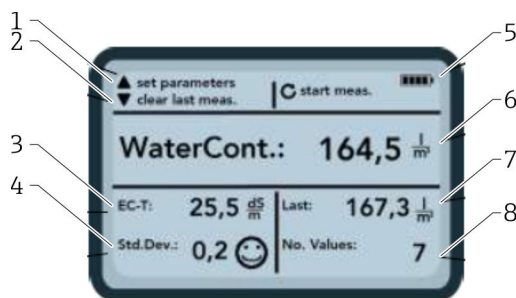 1
2
3
4
5
6
7
8
▲ set parameters
▼ clear last meas.
start meas.
WaterCont.: 164,5 l/m³
EC-T: 25,5 dS/m
Last: 167,3 l/m³
Std.Dev.: 0,2
No. Values: 7